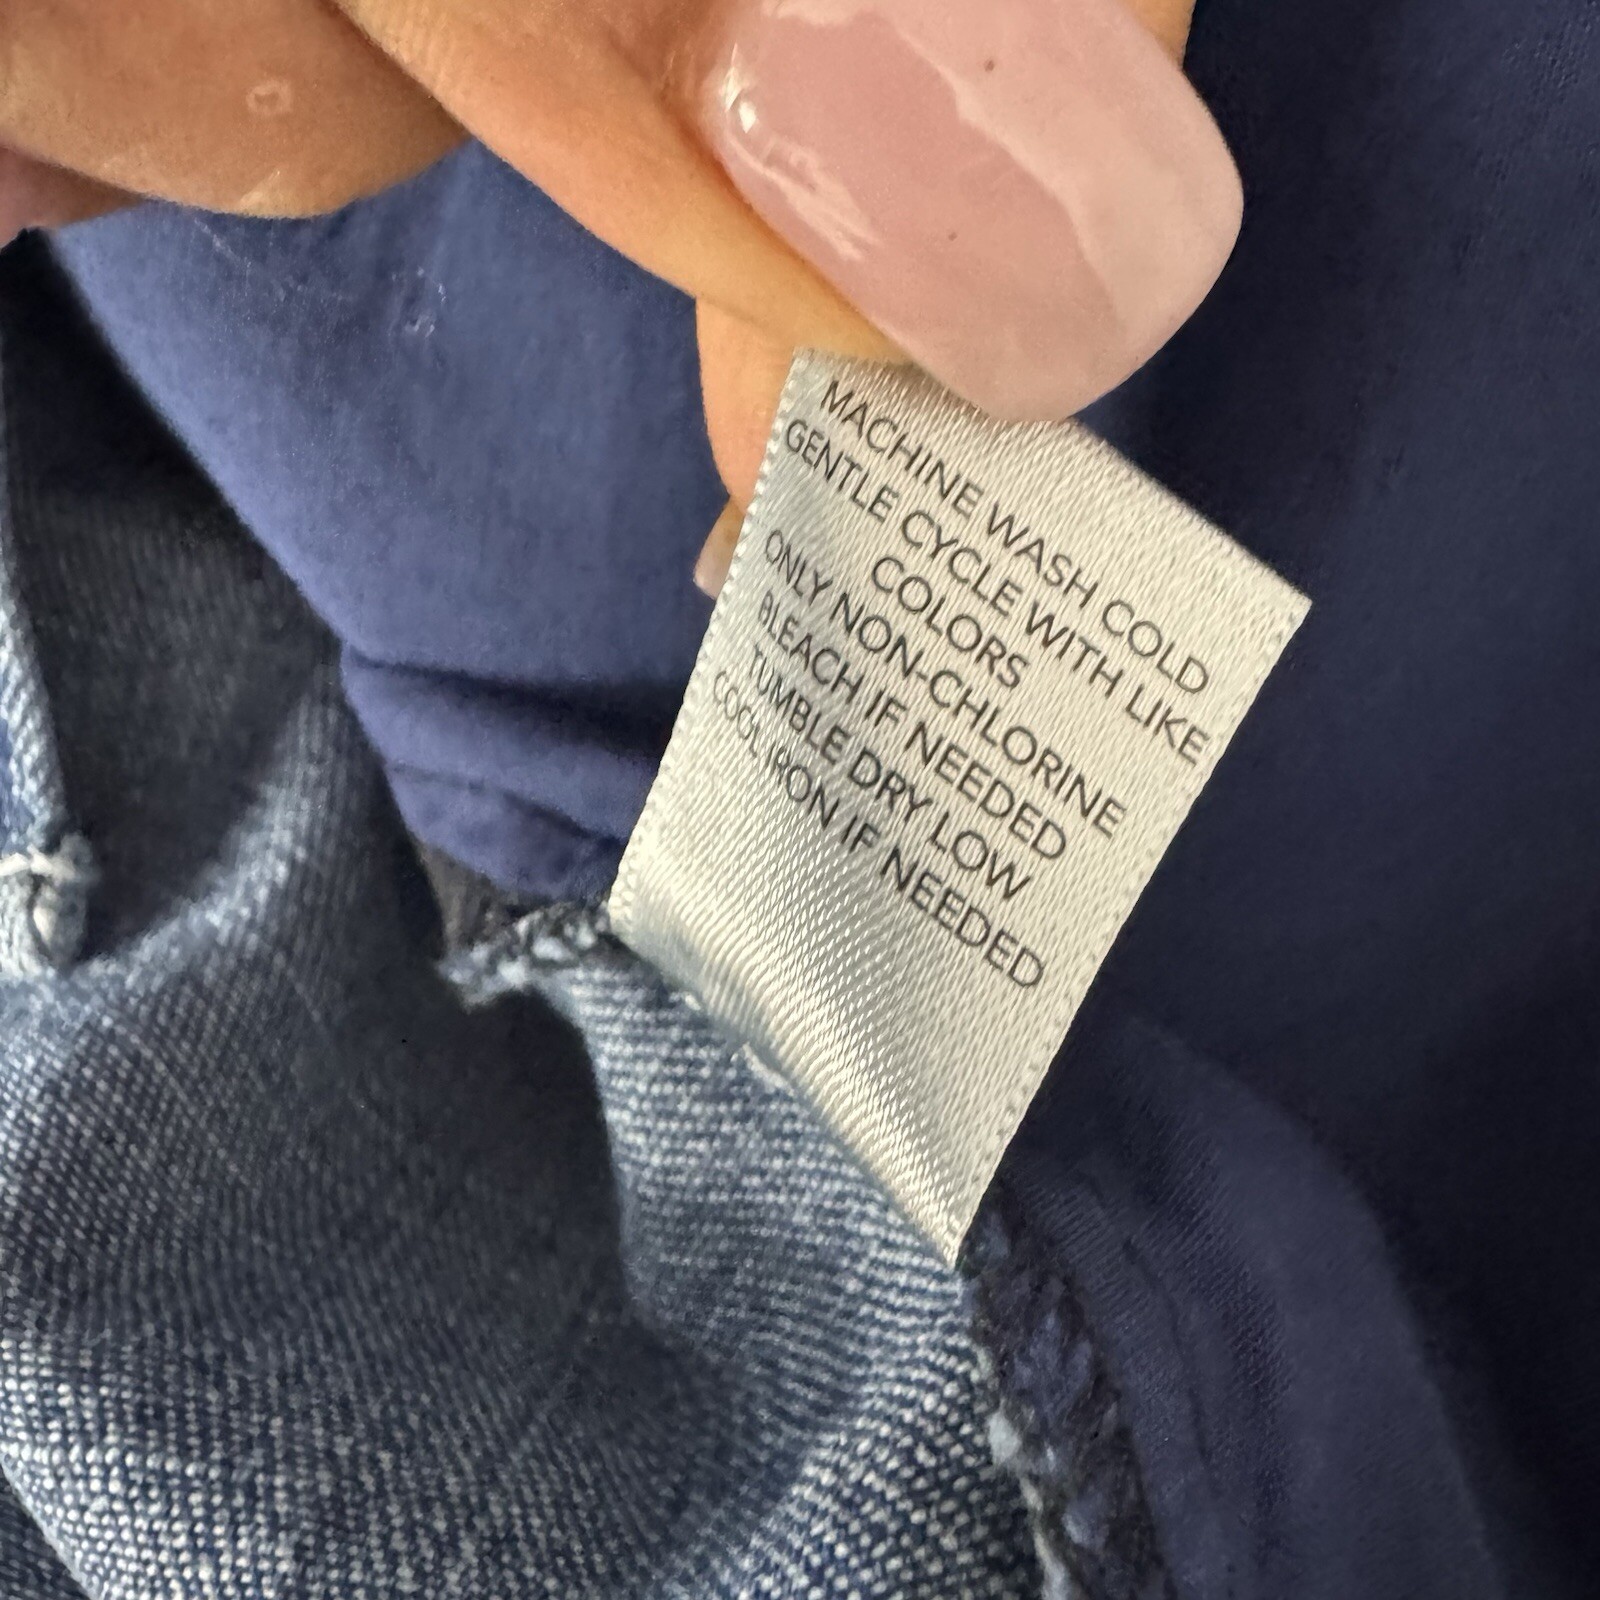 MACHINE WASH COLD
GENTLE CYCLE WITH LIKE
COLORS
ONLY NON-CHLORINE
BLEACH IF NEEDED
TUMBLE DRY LOW
COOL IRON IF NEEDED